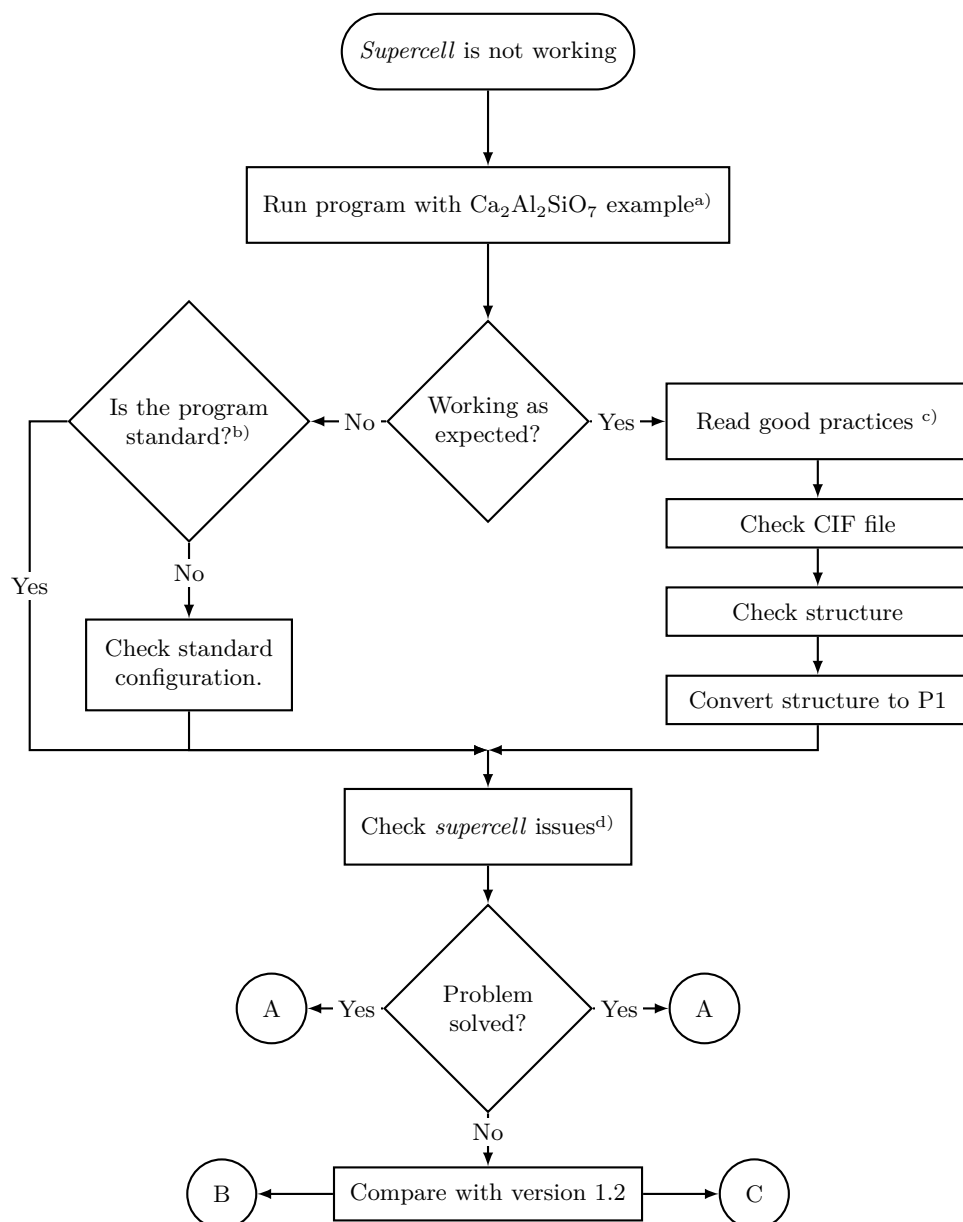 Supercell is not working
Run program with Ca₂Al₂SiO₇ example^a)
Is the program
standard?^b)
No
Working as
expected?
Yes
Read good practices ^c)
Check CIF file
Yes
No
Check structure
Check standard
configuration.
Convert structure to P1
Check supercell issues^d)
A
Yes
Problem
solved?
Yes
A
No
B
Compare with version 1.2
C